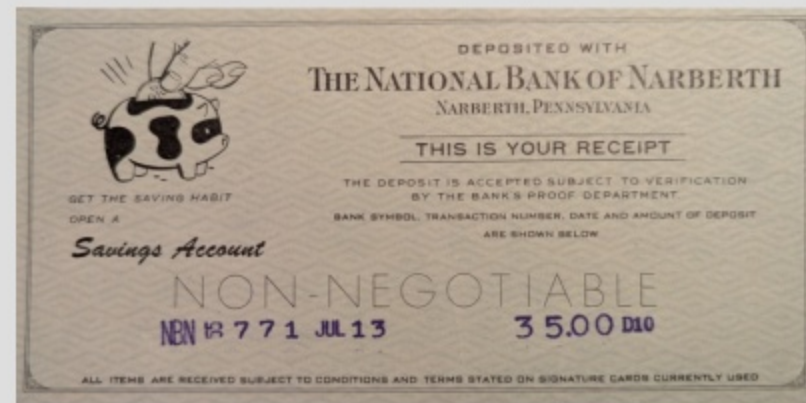 DEPOSITED WITH
THE NATIONAL BANK OF NARBERTH
NARBERTH, PENNSYLVANIA
THIS IS YOUR RECEIPT
THE DEPOSIT IS ACCEPTED SUBJECT TO VERIFICATION
BY THE BANK'S PROOF DEPARTMENT
BANK SYMBOL, TRANSACTION NUMBER, DATE AND AMOUNT OF DEPOSIT
ARE SHOWN BELOW
GET THE SAVING HABIT
OPEN A
Savings Account
NON-NEGOTIABLE
NBN 771 JUL 13 35.00 D10
ALL ITEMS ARE RECEIVED SUBJECT TO CONDITIONS AND TERMS STATED ON SIGNATURE CARDS CURRENTLY USED